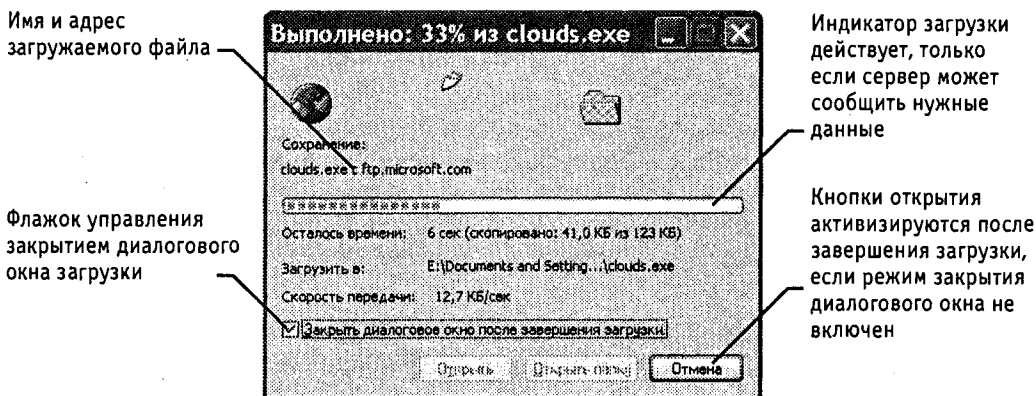 Имя и адрес
загружаемого файла
Выполнено: 33% из clouds.exe
Индикатор загрузки
действует, только
если сервер может
сообщить нужные
данные
Сохранение:
clouds.exe с ftp.microsoft.com
Флажок управления
закрытием диалогового
окна загрузки
Осталось времени: 6 сек (скопировано: 41,0 КБ из 123 КБ)
Загрузить в: E:\Documents and Setting...\clouds.exe
Скорость передачи: 12,7 КБ/сек
Закрыть диалоговое окно после завершения загрузки
Открыть Открыть папку Отмена
Кнопки открытия
активизируются после
завершения загрузки,
если режим закрытия
диалогового окна не
включен